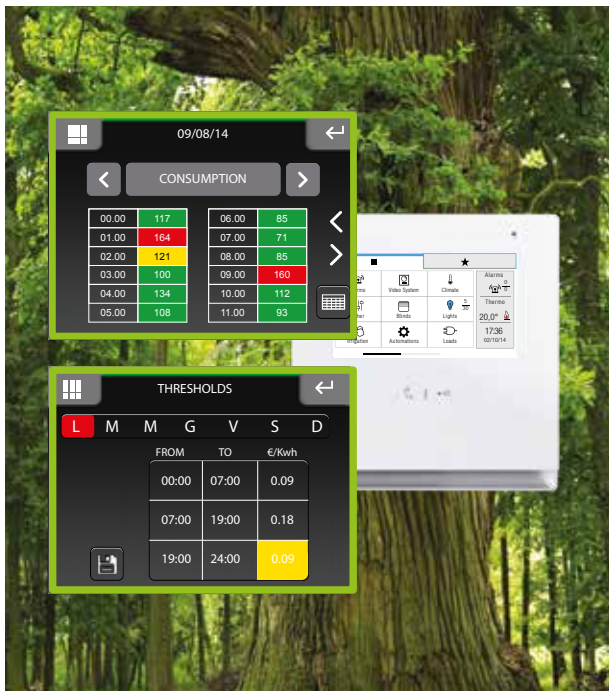 09/08/14
CONSUMPTION
00.00 117 06.00 85
01.00 164 07.00 71
02.00 121 08.00 85
03.00 100 09.00 160
04.00 134 10.00 112
05.00 108 11.00 93
Video System Climate Alarms
0
0
Blinds Lights 5 30 Thermo
20,0°
Automations Loads 17:36
02/10/14
THRESHOLDS
L M M G V S D
FROM TO €/Kwh
00:00 07:00 0.09
07:00 19:00 0.18
19:00 24:00 0.09